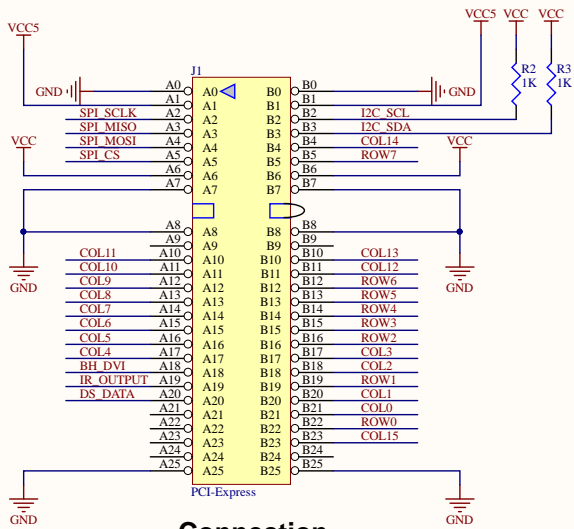 VCC5 VCC VCC
VCC5
J1
R2 1K R3 1K
GND A0 A0 B0 B0 GND
A1 A1 B1 B1
SPI_SCLK A2 A2 B2 B2 I2C_SCL
SPI_MISO A3 A3 B3 B3 I2C_SDA
VCC SPI_MOSI A4 A4 B4 B4 COL14 VCC
SPI_CS A5 A5 B5 B5 ROW7
A6 A6 B6 B6
A7 A7 B7 B7
A8 A8 B8 B8
A9 A9 B9 B9
COL11 A10 A10 B10 B10 COL13
COL10 A11 A11 B11 B11 COL12
GND COL9 A12 A12 B12 B12 ROW6 GND
COL8 A13 A13 B13 B13 ROW5
COL7 A14 A14 B14 B14 ROW4
COL6 A15 A15 B15 B15 ROW3
COL5 A16 A16 B16 B16 ROW2
COL4 A17 A17 B17 B17 COL3
BH_DVI A18 A18 B18 B18 COL2
IR_OUTPUT A19 A19 B19 B19 ROW1
DS_DATA A20 A20 B20 B20 COL1
A21 A21 B21 B21 COL0
A22 A22 B22 B22 ROW0
A23 A23 B23 B23 COL15
A24 A24 B24 B24
A25 A25 B25 B25
PCI-Express
GND GND
Connection